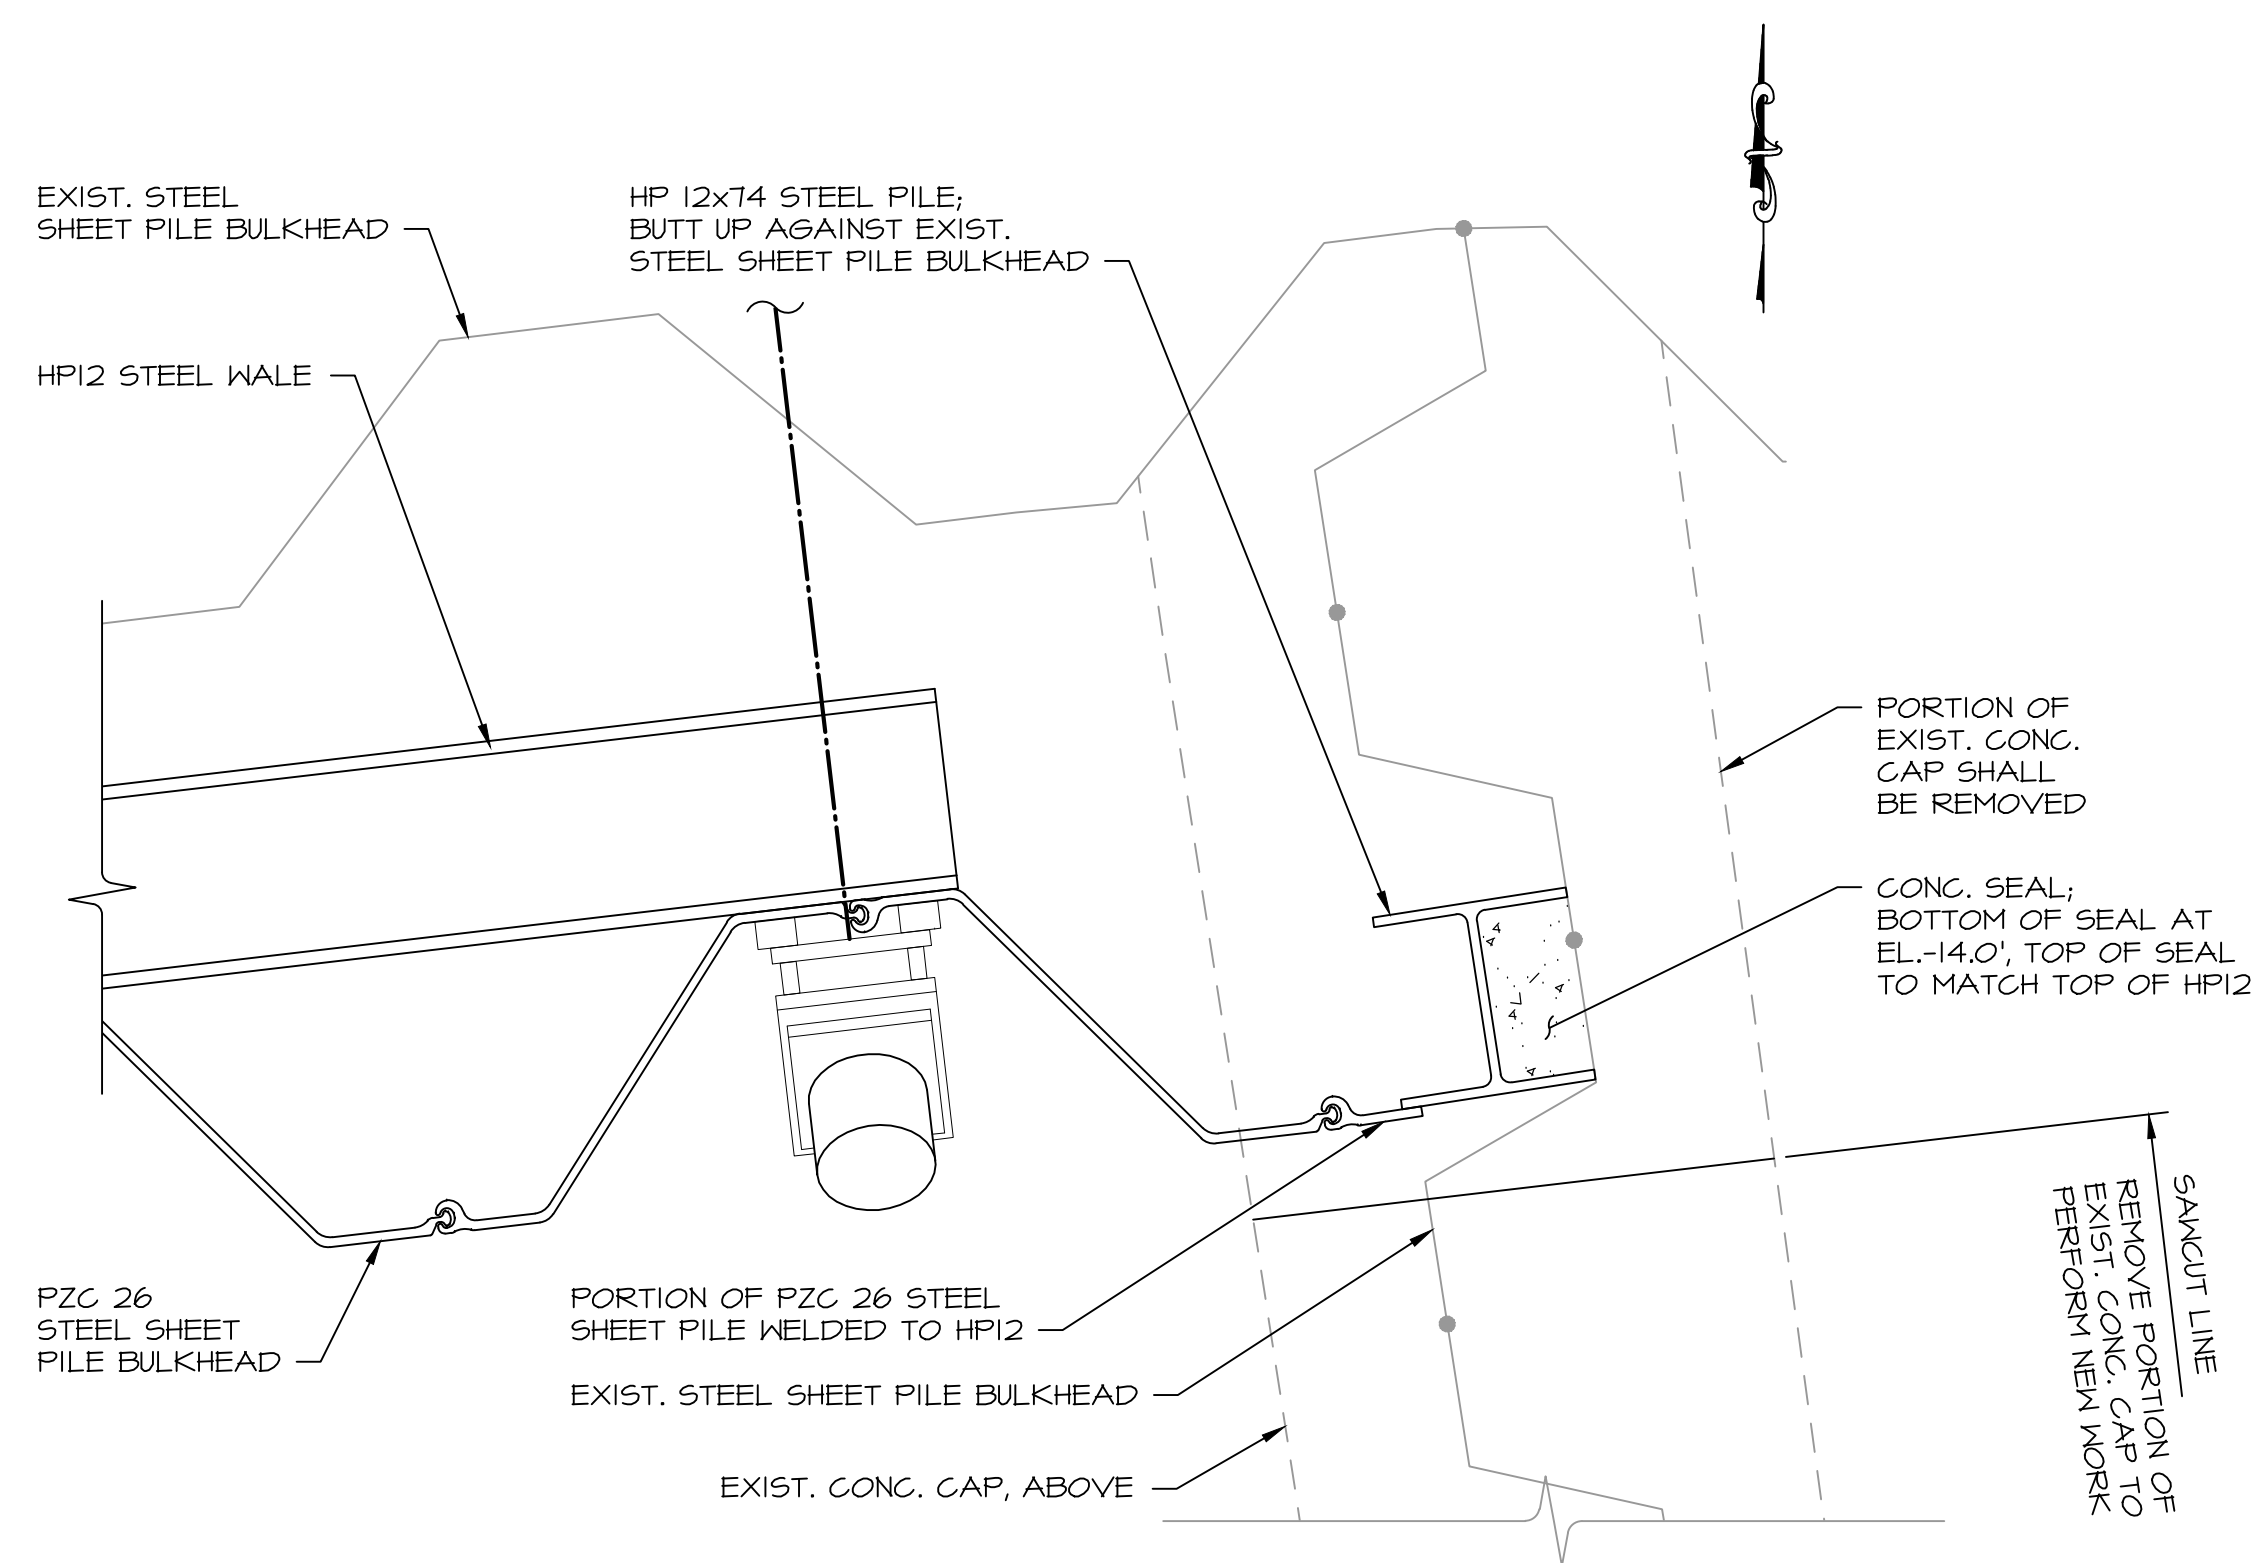 EXIST. STEEL
SHEET PILE BULKHEAD
HP 12x74 STEEL PILE;
BUTT UP AGAINST EXIST.
STEEL SHEET PILE BULKHEAD
HP12 STEEL WALE
PORTION OF
EXIST. CONC.
CAP SHALL
BE REMOVED
CONC. SEAL;
BOTTOM OF SEAL AT
EL.-14.0', TOP OF SEAL
TO MATCH TOP OF HP12
SAWCUT LINE
REMOVE PORTION OF
EXIST. CONC. CAP TO
PERFORM NEW WORK
PZC 26
STEEL SHEET
PILE BULKHEAD
PORTION OF PZC 26 STEEL
SHEET PILE WELDED TO HP12
EXIST. STEEL SHEET PILE BULKHEAD
EXIST. CONC. CAP, ABOVE